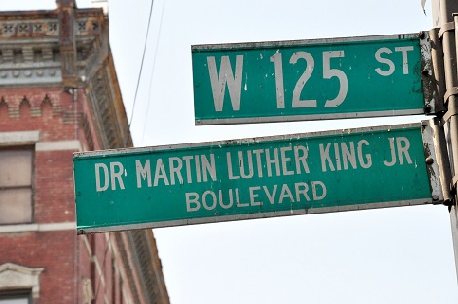 W 125 ST
DR MARTIN LUTHER KING JR
BOULEVARD